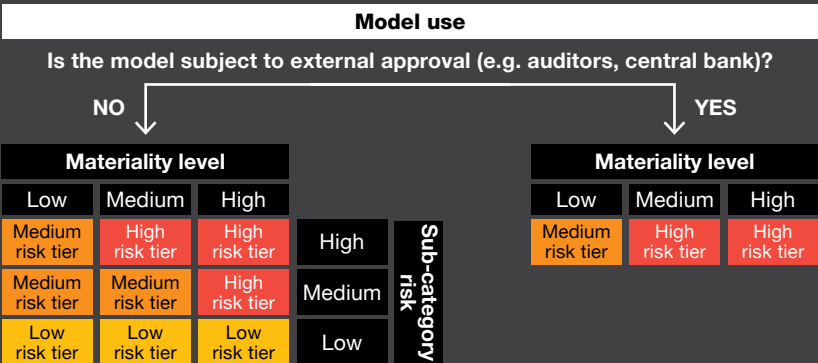 Model use
Is the model subject to external approval (e.g. auditors, central bank)?
NO
YES
Materiality level
Low Medium High
Medium risk tier High risk tier High risk tier High
Medium risk tier Medium risk tier High risk tier Medium
Low risk tier Low risk tier Low risk tier Low
Sub-category
risk
Materiality level
Low Medium High
Medium risk tier High risk tier High risk tier